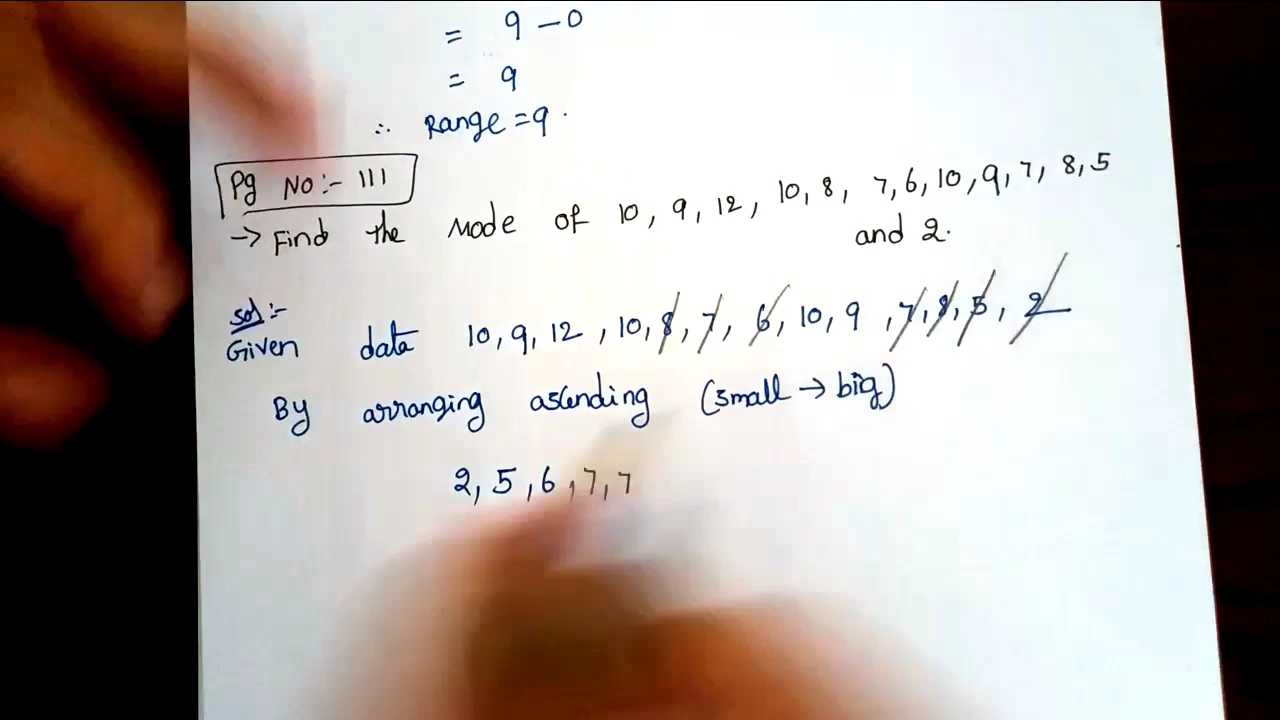 = 9 - 0
= 9
∴ Range = 9.
Pg No:- 111
→ Find the Mode of 10, 9, 12, 10, 8, 7, 6, 10, 9, 7, 8, 5
and 2.
Sol:-
Given data 10, 9, 12, 10, 8, 7, 6, 10, 9, 7, 8, 5, 2
By arranging ascending (small → big)
2, 5, 6, 7, 7